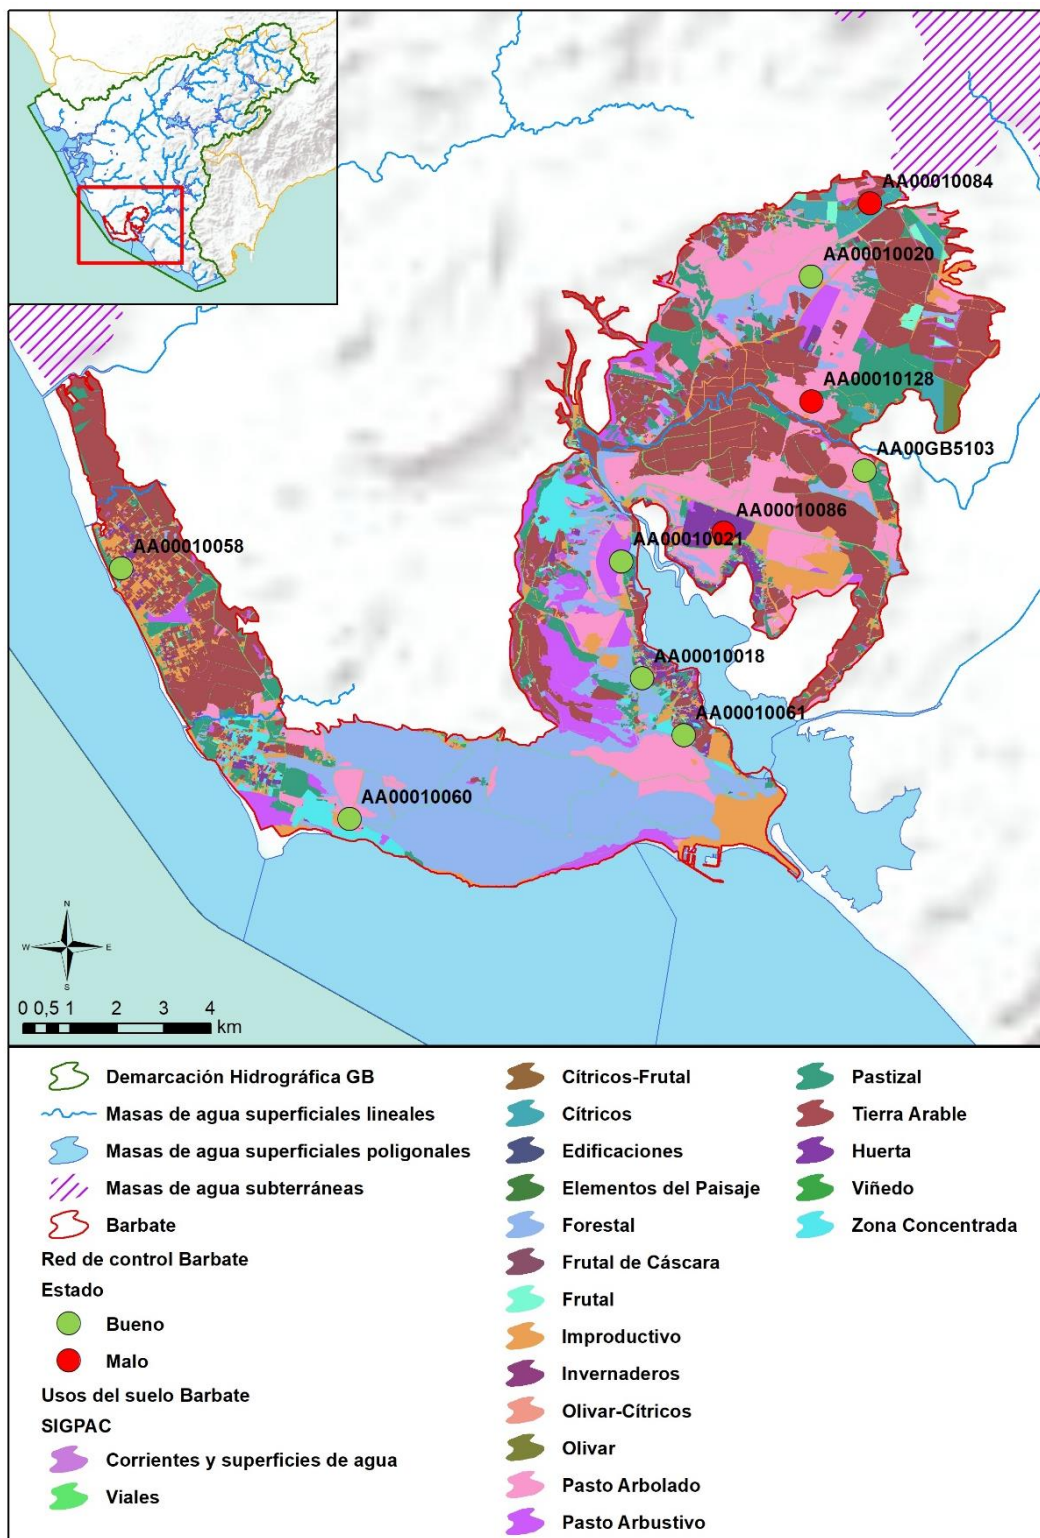 AA00010084
AA00010020
AA00010128
AA00GB5103
AA00010086
AA00010021
AA00010058
AA00010018
AA00010061
AA00010060
N
W E
S
0 0,5 1 2 3 4
km
Demarcación Hidrográfica GB
Masas de agua superficiales lineales
Masas de agua superficiales poligonales
Masas de agua subterráneas
Barbate
Red de control Barbate
Estado
Bueno
Malo
Usos del suelo Barbate
SIGPAC
Corrientes y superficies de agua
Viales
Cítricos-Frutal
Cítricos
Edificaciones
Elementos del Paisaje
Forestal
Frutal de Cáscara
Frutal
Improductivo
Invernaderos
Olivar-Cítricos
Olivar
Pasto Arbolado
Pasto Arbustivo
Pastizal
Tierra Arable
Huerta
Viñedo
Zona Concentrada